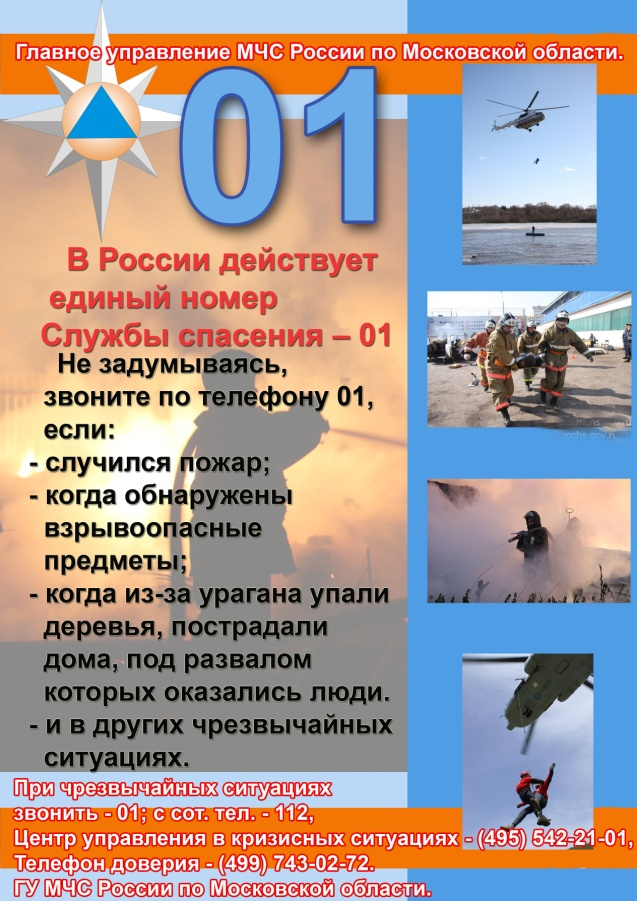 Главное управление МЧС России по Московской области.
01
В России действует
единый номер
Службы спасения – 01
Не задумываясь,
звоните по телефону 01,
если:
- случился пожар;
- когда обнаружены
взрывоопасные
предметы;
- когда из-за урагана упали
деревья, пострадали
дома, под развалом
которых оказались люди.
- и в других чрезвычайных
ситуациях.
При чрезвычайных ситуациях
звонить - 01; с сот. тел. - 112,
Центр управления в кризисных ситуациях - (495) 542-21-01,
Телефон доверия - (499) 743-02-72.
ГУ МЧС России по Московской области.